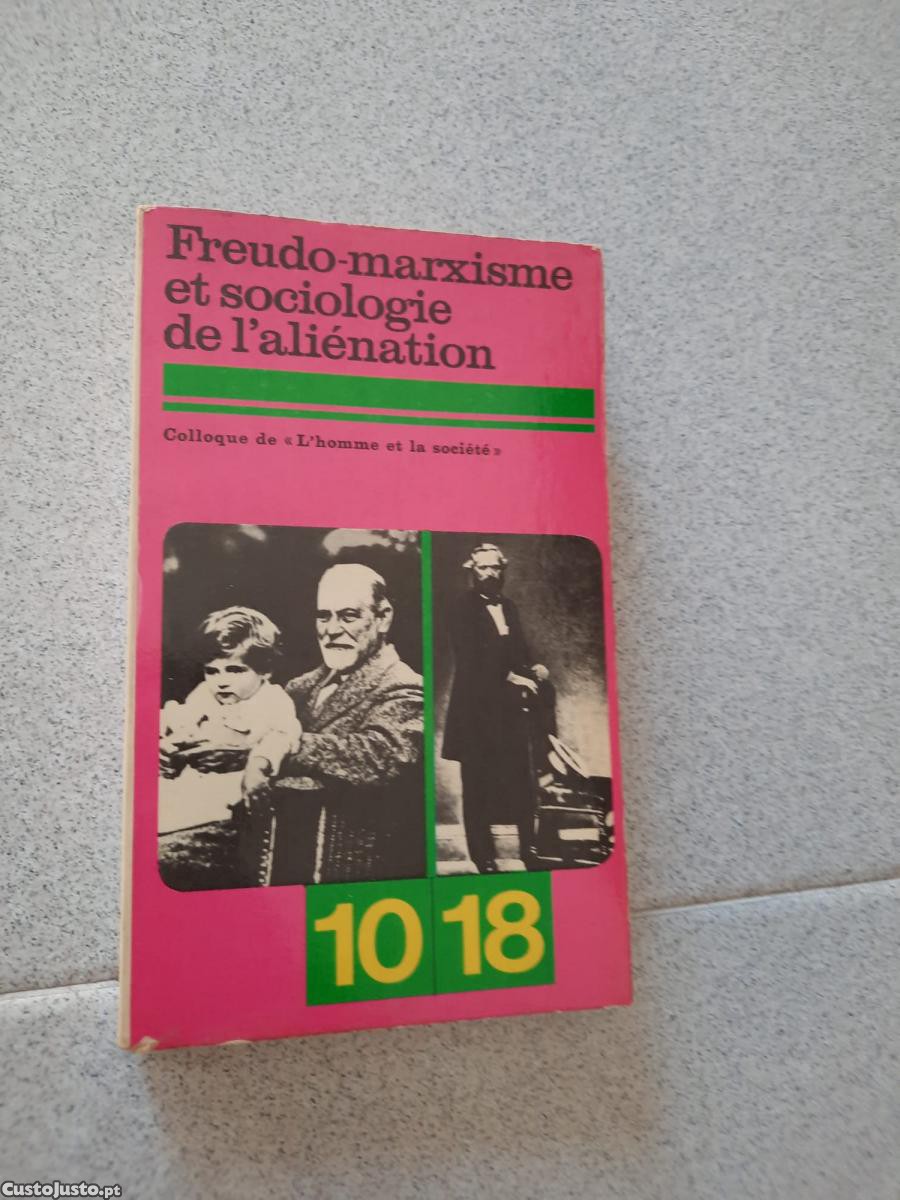 Freudo-marxisme
et sociologie
de l'aliénation
Colloque de « L'homme et la société »
10 18
CustoJusto.pt